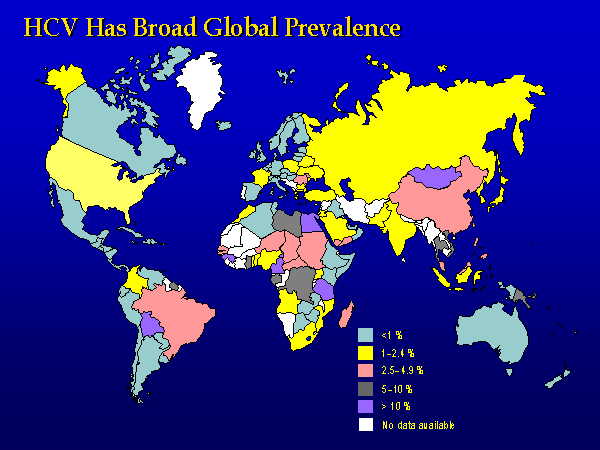 HCV Has Broad Global Prevalence
<1 %
1–2.4 %
2.5–4.9 %
5–10 %
> 10 %
No data available